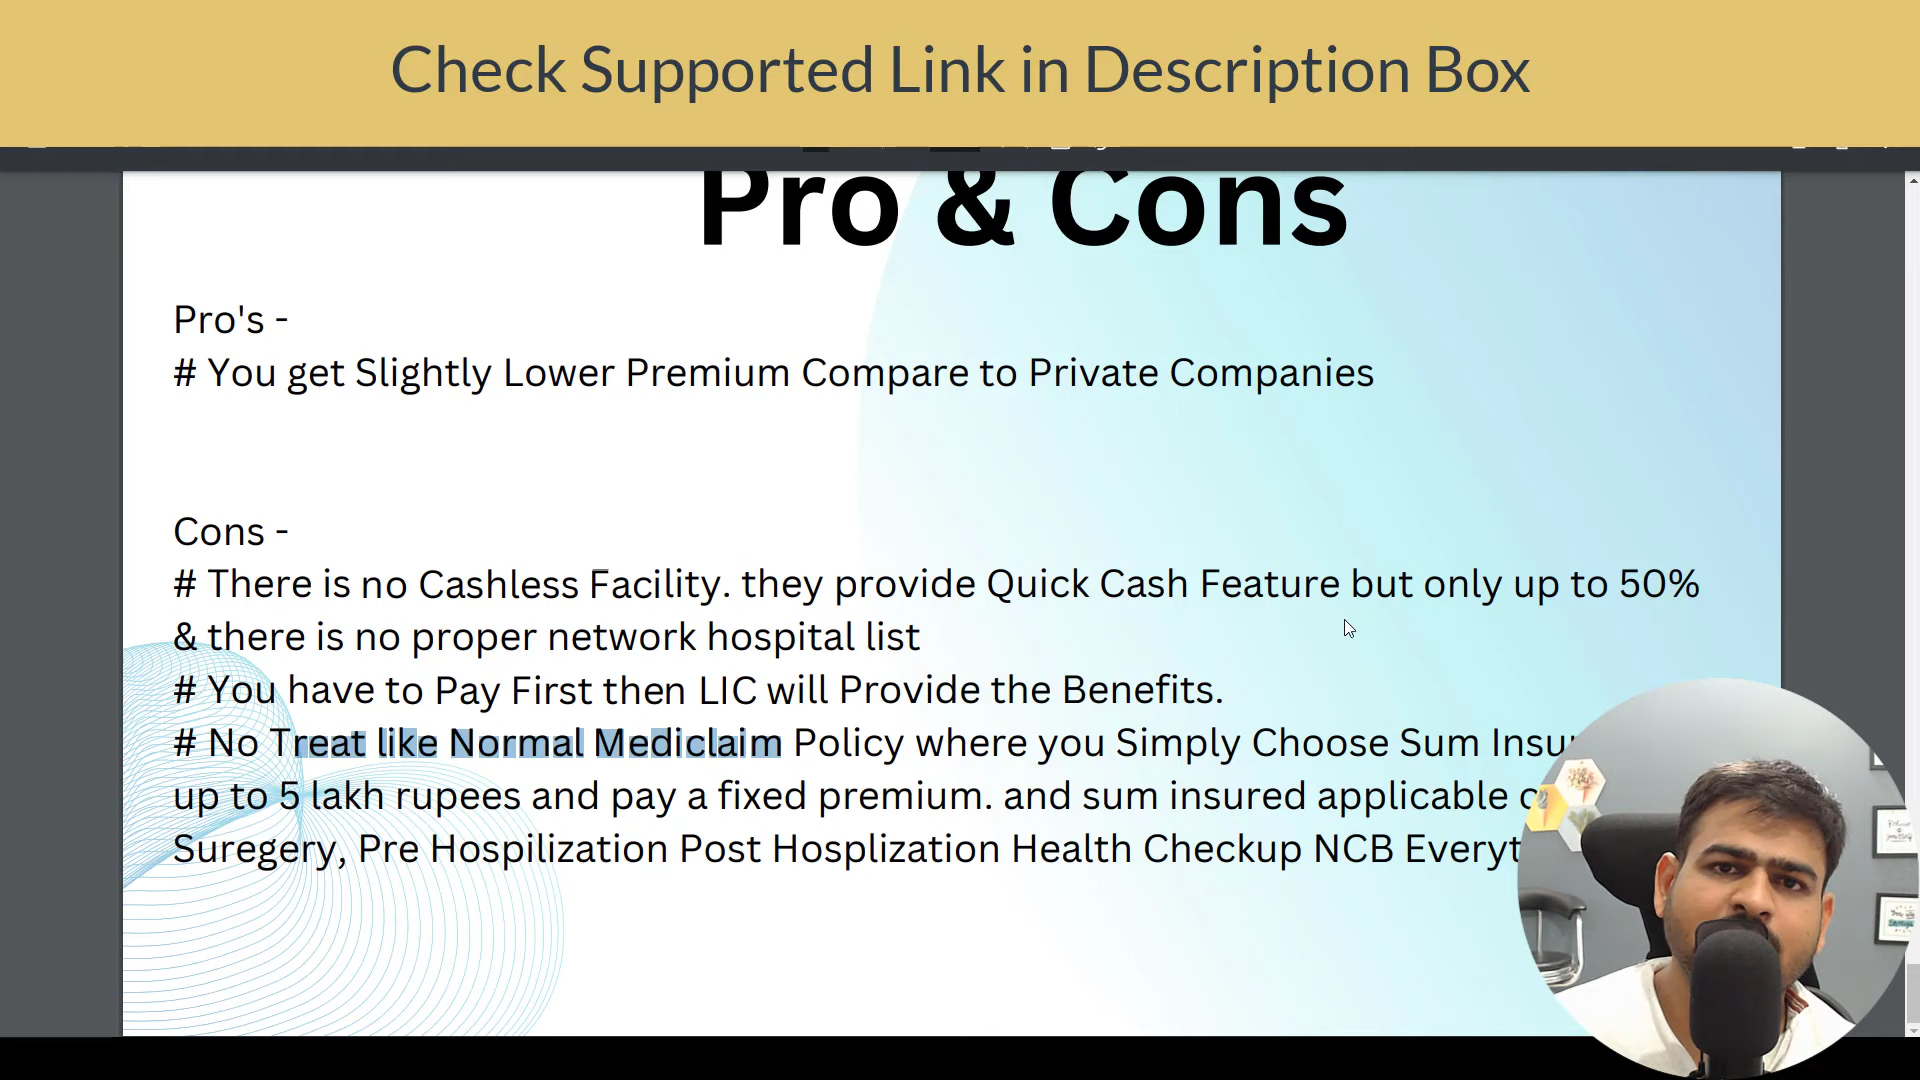 Check Supported Link in Description Box
Pro & Cons
Pro's -
# You get Slightly Lower Premium Compare to Private Companies
Cons -
# There is no Cashless Facility. they provide Quick Cash Feature but only up to 50%
& there is no proper network hospital list
# You have to Pay First then LIC will Provide the Benefits.
# No Treat like Normal Mediclaim Policy where you Simply Choose Sum
up to 5 lakh rupees and pay a fixed premium. and sum insured applicable
Suregery, Pre Hospilization Post Hosplization Health Checkup NCB